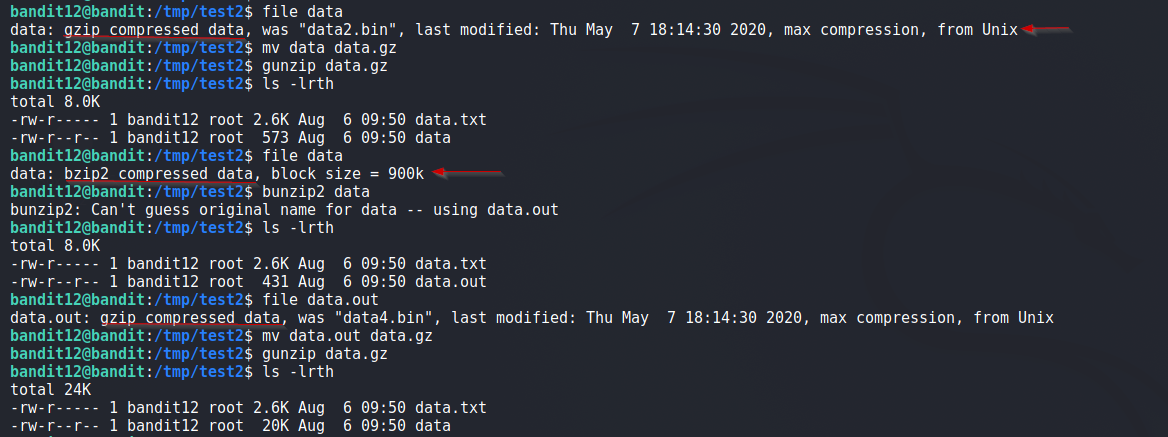 bandit12@bandit:/tmp/test2$ file data
data: gzip compressed data, was "data2.bin", last modified: Thu May  7 18:14:30 2020, max compression, from Unix
bandit12@bandit:/tmp/test2$ mv data data.gz
bandit12@bandit:/tmp/test2$ gunzip data.gz
bandit12@bandit:/tmp/test2$ ls -lrth
total 8.0K
-rw-r----- 1 bandit12 root 2.6K Aug  6 09:50 data.txt
-rw-r--r-- 1 bandit12 root  573 Aug  6 09:50 data
bandit12@bandit:/tmp/test2$ file data
data: bzip2 compressed data, block size = 900k
bandit12@bandit:/tmp/test2$ bunzip2 data
bunzip2: Can't guess original name for data -- using data.out
bandit12@bandit:/tmp/test2$ ls -lrth
total 8.0K
-rw-r----- 1 bandit12 root 2.6K Aug  6 09:50 data.txt
-rw-r--r-- 1 bandit12 root  431 Aug  6 09:50 data.out
bandit12@bandit:/tmp/test2$ file data.out
data.out: gzip compressed data, was "data4.bin", last modified: Thu May  7 18:14:30 2020, max compression, from Unix
bandit12@bandit:/tmp/test2$ mv data.out data.gz
bandit12@bandit:/tmp/test2$ gunzip data.gz
bandit12@bandit:/tmp/test2$ ls -lrth
total 24K
-rw-r----- 1 bandit12 root 2.6K Aug  6 09:50 data.txt
-rw-r--r-- 1 bandit12 root  20K Aug  6 09:50 data